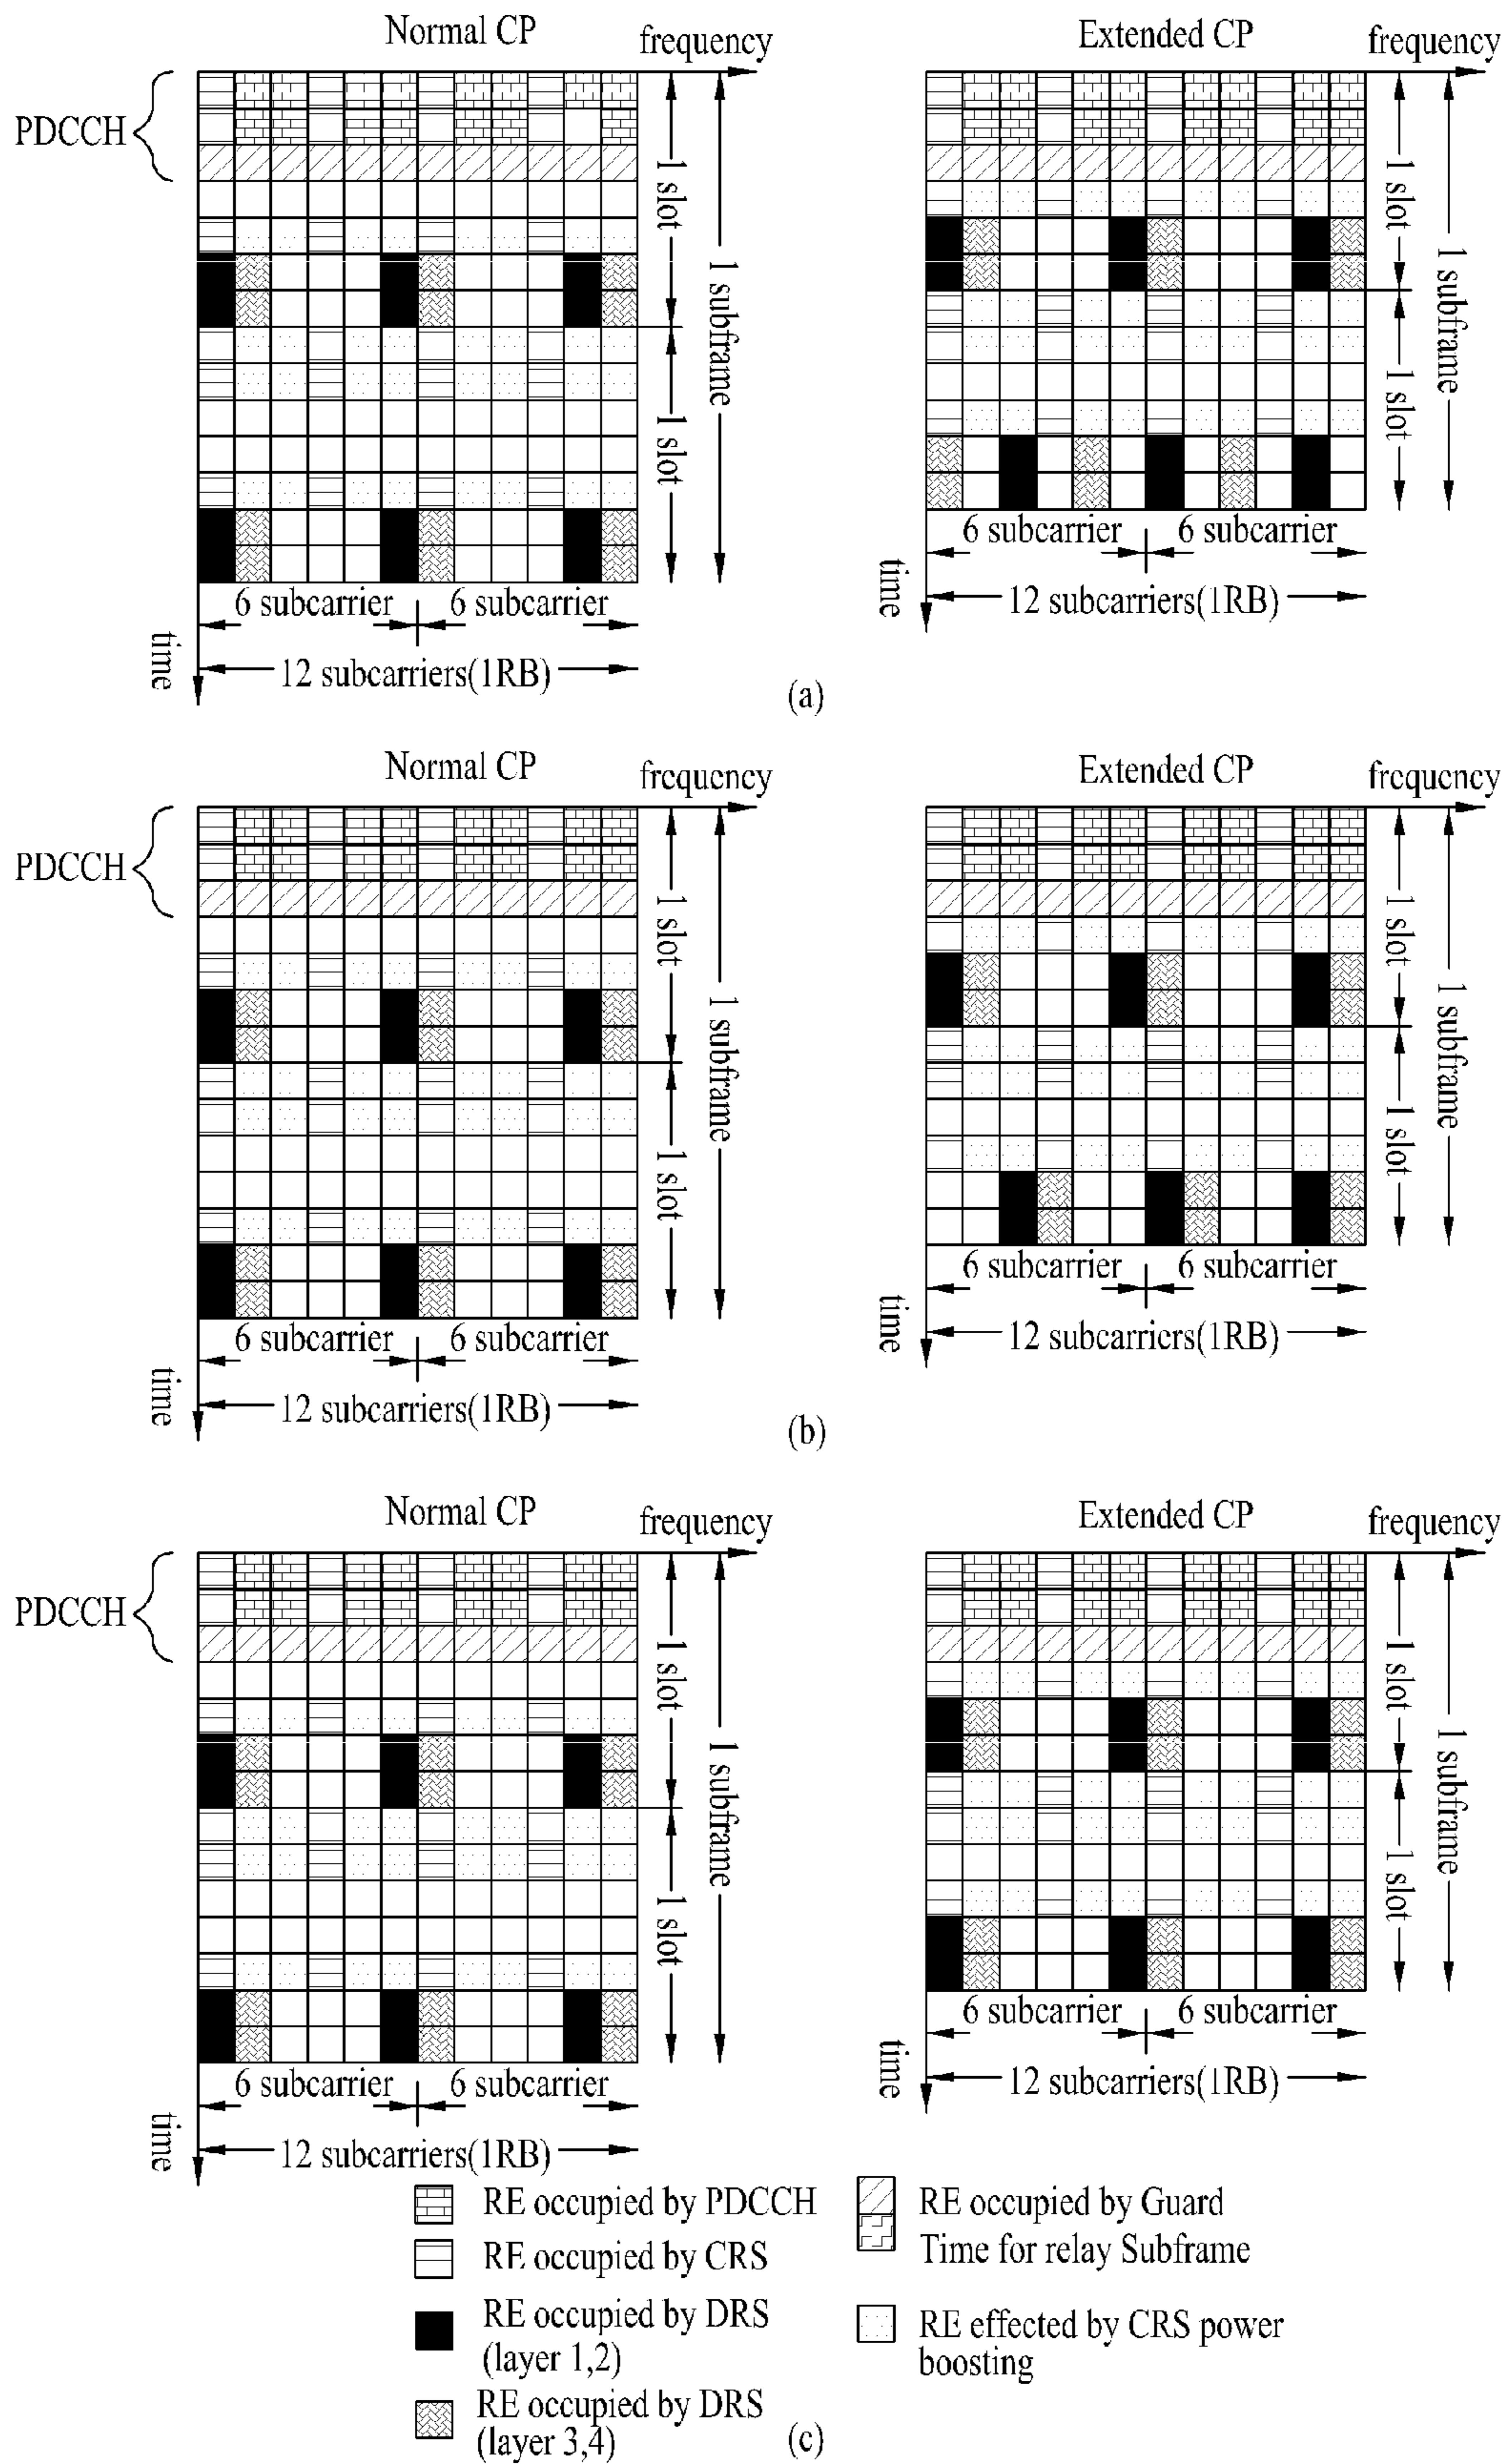 Normal CP
frequency
Extended CP
frequency
PDCCH
1 slot
1 slot
1 subframe
1 slot
1 slot
1 subframe
6 subcarrier
6 subcarrier
12 subcarriers(1RB)
time
6 subcarrier
6 subcarrier
12 subcarriers(1RB)
time
(a)
Normal CP
frequency
Extended CP
frequency
PDCCH
1 slot
1 slot
1 subframe
1 slot
1 slot
1 subframe
6 subcarrier
6 subcarrier
12 subcarriers(1RB)
time
6 subcarrier
6 subcarrier
12 subcarriers(1RB)
time
(b)
Normal CP
frequency
Extended CP
frequency
PDCCH
1 slot
1 slot
1 subframe
1 slot
1 slot
1 subframe
6 subcarrier
6 subcarrier
12 subcarriers(1RB)
time
6 subcarrier
6 subcarrier
12 subcarriers(1RB)
time
RE occupied by PDCCH
RE occupied by CRS
RE occupied by DRS
(layer 1,2)
RE occupied by DRS
(layer 3,4)
RE occupied by Guard
Time for relay Subframe
RE effected by CRS power
boosting
(c)